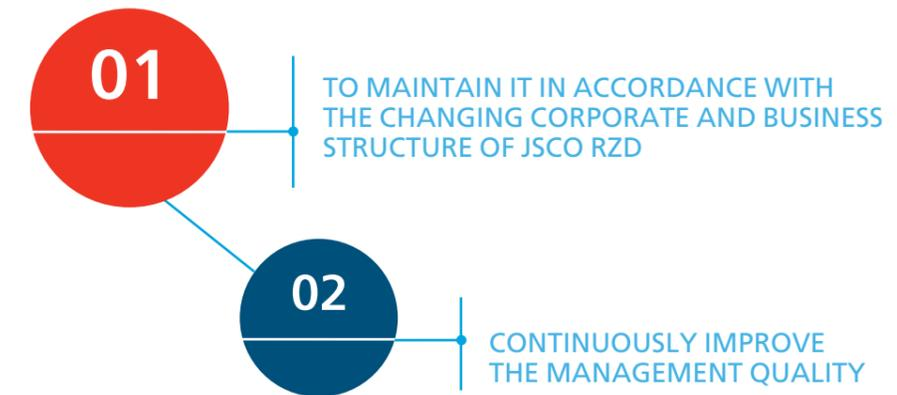 01
TO MAINTAIN IT IN ACCORDANCE WITH
THE CHANGING CORPORATE AND BUSINESS
STRUCTURE OF JSCO RZD
02
CONTINUOUSLY IMPROVE
THE MANAGEMENT QUALITY